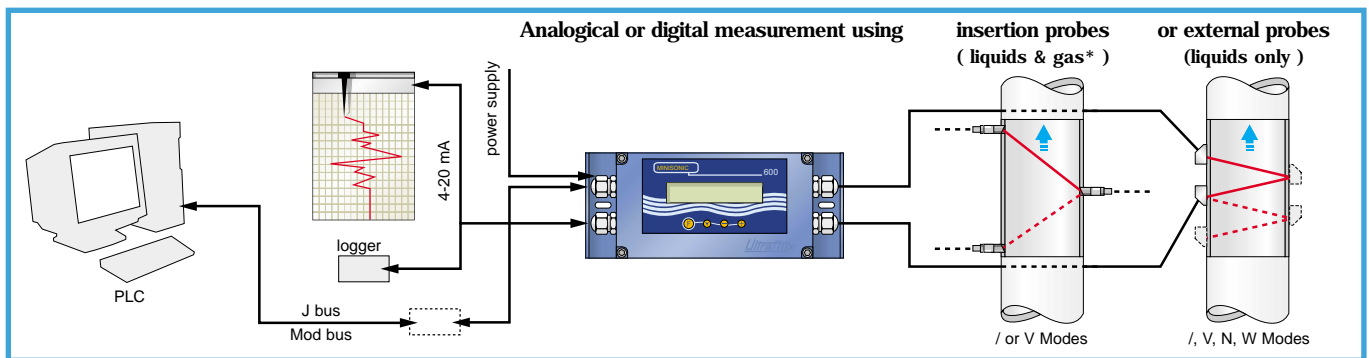 Analogical or digital measurement using
insertion probes
( liquids & gas* )
or external probes
(liquids only )
power supply
4-20 mA
MINISONIC
600
Ultraflux
logger
PLC
J bus
Mod bus
/ or V Modes
/, V, N, W Modes